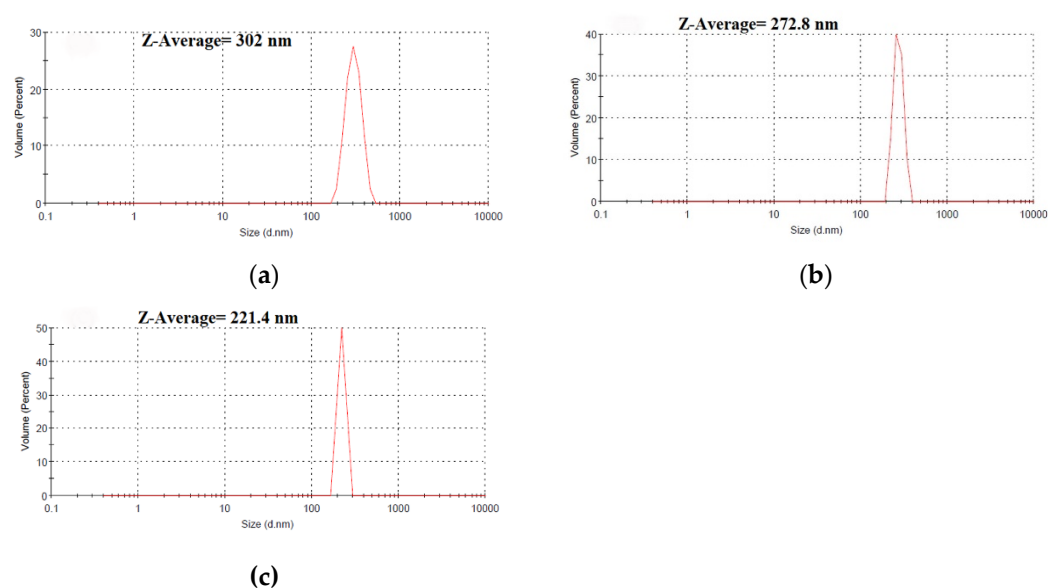 Z-Average= 302 nm
30
20
10
0
Volume (Percent)
0.1 1 10 100 1000 10000
Size (d.nm)
(a)
Z-Average= 272.8 nm
40
30
20
10
0
Volume (Percent)
0.1 1 10 100 1000 10000
Size (d.nm)
(b)
Z-Average= 221.4 nm
50
40
30
20
10
0
Volume (Percent)
0.1 1 10 100 1000 10000
Size (d.nm)
(c)